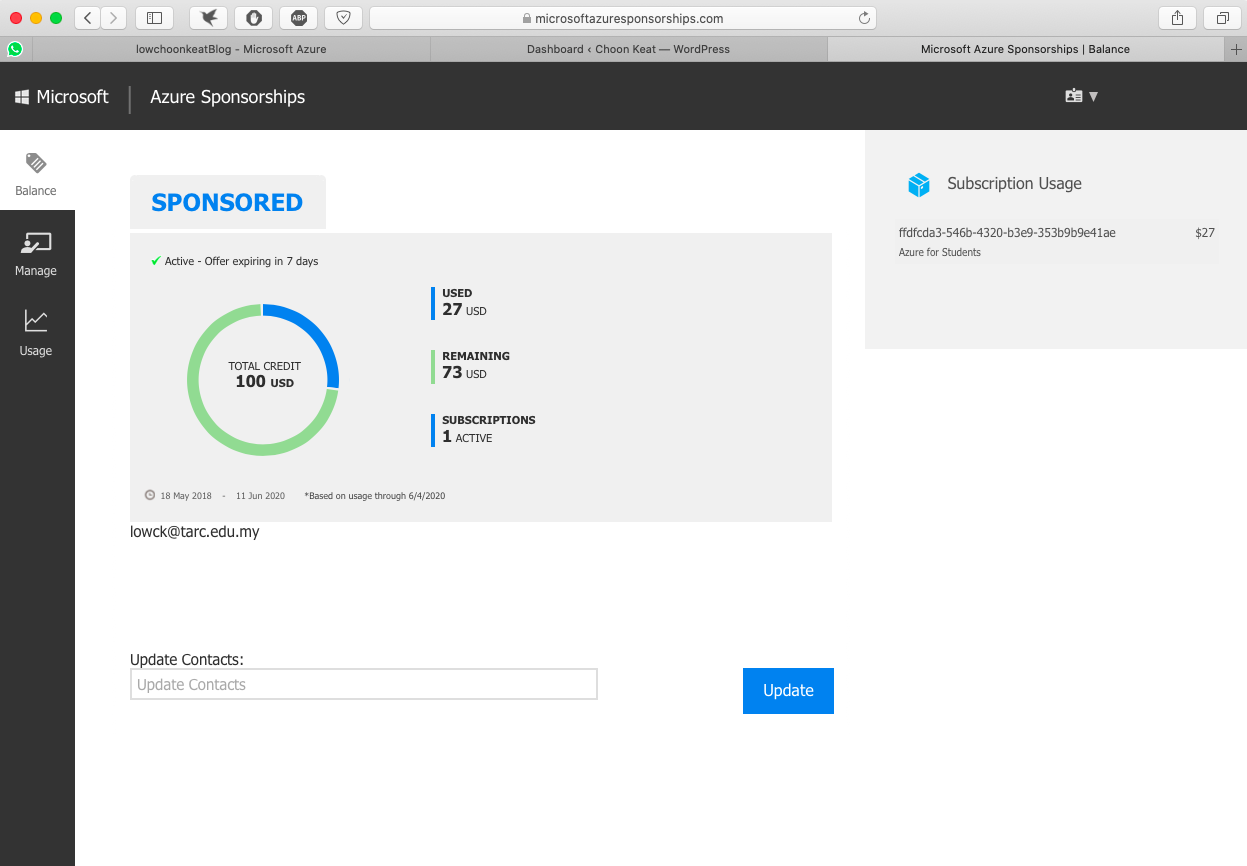 ABP
microsoftazuresponsorships.com
lowchoonkeatBlog - Microsoft Azure
Dashboard ‹ Choon Keat — WordPress
Microsoft Azure Sponsorships | Balance
Microsoft
Azure Sponsorships
Balance
Manage
Usage
SPONSORED
Active - Offer expiring in 7 days
TOTAL CREDIT
100 USD
USED
27 USD
REMAINING
73 USD
SUBSCRIPTIONS
1 ACTIVE
18 May 2018 - 11 Jun 2020 *Based on usage through 6/4/2020
lowck@tarc.edu.my
Update Contacts:
Update Contacts
Update
Subscription Usage
ffdfcda3-546b-4320-b3e9-353b9b9e41ae $27
Azure for Students